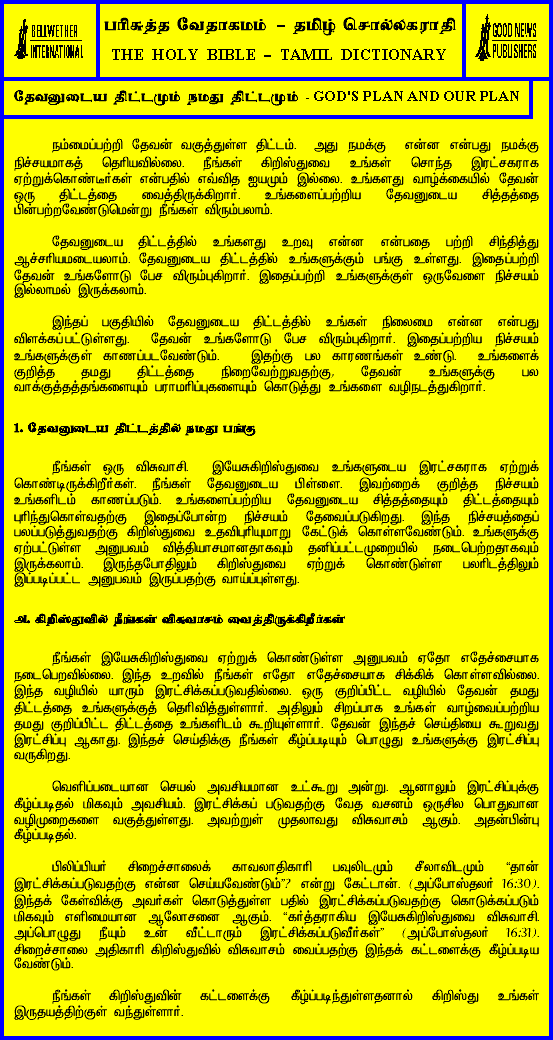 BELLWETHER
INTERNATIONAL
பரிசுத்த வேதாகமம் – தமிழ் சொல்லகராதி
THE HOLY BIBLE – TAMIL DICTIONARY
GOOD NEWS
PUBLISHERS
தேவனுடைய திட்டமும் நமது திட்டமும் - GOD'S PLAN AND OUR PLAN
நம்மைப்பற்றி தேவன் வகுத்துள்ள திட்டம். அது நமக்கு என்ன என்பது நமக்கு
நிச்சயமாகத் தெரியவில்லை. நீங்கள் கிறிஸ்துவை உங்கள் சொந்த இரட்சகராக
ஏற்றுக்கொண்டீர்கள் என்பதில் எவ்வித ஐயமும் இல்லை. உங்களது வாழ்க்கையில் தேவன்
ஒரு திட்டத்தை வைத்திருக்கிறார். உங்களைப்பற்றிய தேவனுடைய சித்தத்தை
பின்பற்றவேண்டுமென்று நீங்கள் விரும்பலாம்.
தேவனுடைய திட்டத்தில் உங்களது உறவு என்ன என்பதை பற்றி சிந்தித்து
ஆச்சரியமடையலாம். தேவனுடைய திட்டத்தில் உங்களுக்கும் பங்கு உள்ளது. இதைப்பற்றி
தேவன் உங்களோடு பேச விரும்புகிறார். இதைப்பற்றி உங்களுக்குள் ஒருவேளை நிச்சயம்
இல்லாமல் இருக்கலாம்.
இந்தப் பகுதியில் தேவனுடைய திட்டத்தில் உங்கள் நிலைமை என்ன என்பது
விளக்கப்பட்டுள்ளது. தேவன் உங்களோடு பேச விரும்புகிறார். இதைப்பற்றிய நிச்சயம்
உங்களுக்குள் காணப்படவேண்டும். இதற்கு பல காரணங்கள் உண்டு. உங்களைக்
குறித்த தமது திட்டத்தை நிறைவேற்றுவதற்கு, தேவன் உங்களுக்கு பல
வாக்குத்தத்தங்களையும் பராமரிப்புகளையும் கொடுத்து உங்களை வழிநடத்துகிறார்.
1. தேவனுடைய திட்டத்தில் நமது பங்கு
நீங்கள் ஒரு விசுவாசி. இயேசுகிறிஸ்துவை உங்களுடைய இரட்சகராக ஏற்றுக்
கொண்டிருக்கிறீர்கள். நீங்கள் தேவனுடைய பிள்ளை. இவற்றைக் குறித்த நிச்சயம்
உங்களிடம் காணப்படும். உங்களைப்பற்றிய தேவனுடைய சித்தத்தையும் திட்டத்தையும்
புரிந்துகொள்வதற்கு இதைப்போன்ற நிச்சயம் தேவைப்படுகிறது. இந்த நிச்சயத்தைப்
பலப்படுத்துவதற்கு கிறிஸ்துவை உதவிபுரியுமாறு கேட்டுக் கொள்ளவேண்டும். உங்களுக்கு
ஏற்பட்டுள்ள அனுபவம் வித்தியாசமானதாகவும் தனிப்பட்டமுறையில் நடைபெற்றதாகவும்
இருக்கலாம். இருந்தபோதிலும் கிறிஸ்துவை ஏற்றுக் கொண்டுள்ள பலரிடத்திலும்
இப்படிப்பட்ட அனுபவம் இருப்பதற்கு வாய்ப்புள்ளது.
அ. கிறிஸ்துவில் நீங்கள் விசுவாசம் வைத்திருக்கிறீர்கள்
நீங்கள் இயேசுகிறிஸ்துவை ஏற்றுக் கொண்டுள்ள அனுபவம் ஏதோ எதேச்சையாக
நடைபெறவில்லை. இந்த உறவில் நீங்கள் எதோ எதேச்சையாக சிக்கிக் கொள்ளவில்லை.
இந்த வழியில் யாரும் இரட்சிக்கப்படுவதில்லை. ஒரு குறிப்பிட்ட வழியில் தேவன் தமது
திட்டத்தை உங்களுக்குத் தெரிவித்துள்ளார். அதிலும் சிறப்பாக உங்கள் வாழ்வைப்பற்றிய
தமது குறிப்பிட்ட திட்டத்தை உங்களிடம் கூறியுள்ளார். தேவன் இந்தச் செய்தியை கூறுவது
இரட்சிப்பு ஆகாது. இந்தச் செய்திக்கு நீங்கள் கீழ்ப்படியும் பொழுது உங்களுக்கு இரட்சிப்பு
வருகிறது.
வெளிப்படையான செயல் அவசியமான உட்கூறு அன்று. ஆனாலும் இரட்சிப்புக்கு
கீழ்ப்படிதல் மிகவும் அவசியம். இரட்சிக்கப் படுவதற்கு வேத வசனம் ஒருசில பொதுவான
வழிமுறைகளை வகுத்துள்ளது. அவற்றுள் முதலாவது விசுவாசம் ஆகும். அதன்பின்பு
கீழ்ப்படிதல்.
பிலிப்பியர் சிறைச்சாலைக் காவலாதிகாரி பவுலிடமும் சீலாவிடமும் “தான்
இரட்சிக்கப்படுவதற்கு என்ன செய்யவேண்டும்”? என்று கேட்டான். (அப்போஸ்தலர் 16:30).
இந்தக் கேள்விக்கு அவர்கள் கொடுத்துள்ள பதில் இரட்சிக்கப்படுவதற்கு கொடுக்கப்படும்
மிகவும் எளிமையான ஆலோசனை ஆகும். “கர்த்தராகிய இயேசுகிறிஸ்துவை விசுவாசி.
அப்பொழுது நீயும் உன் வீட்டாரும் இரட்சிக்கப்படுவீர்கள்” (அப்போஸ்தலர் 16:31).
சிறைச்சாலை அதிகாரி கிறிஸ்துவில் விசுவாசம் வைப்பதற்கு இந்தக் கட்டளைக்கு கீழ்ப்படிய
வேண்டும்.
நீங்கள் கிறிஸ்துவின் கட்டளைக்கு கீழ்ப்படிந்துள்ளதனால் கிறிஸ்து உங்கள்
இருதயத்திற்குள் வந்துள்ளார்.